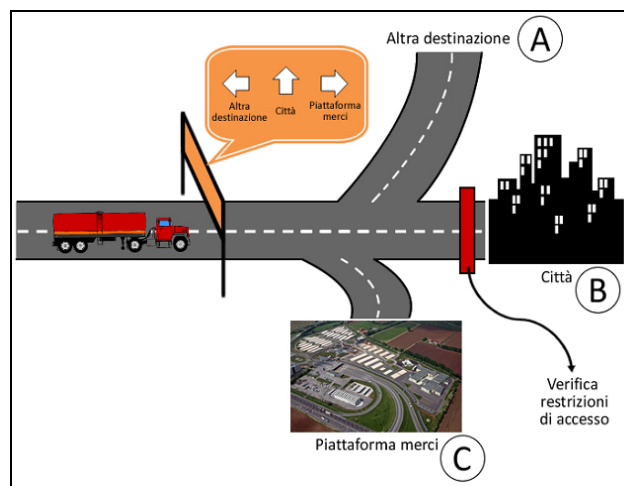 Altra destinazione
A
Altra
destinazione
Città
Piattaforma
merci
Città
B
Verifica
restrizioni
di accesso
Piattaforma merci
C